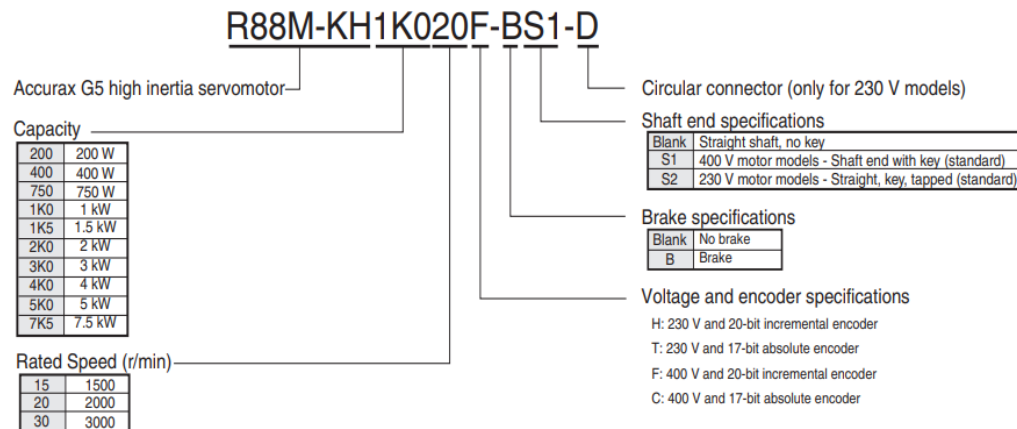 R88M-KH1K020F-BS1-D
Accurax G5 high inertia servomotor
Capacity
200 200 W
400 400 W
750 750 W
1K0 1 kW
1K5 1.5 kW
2K0 2 kW
3K0 3 kW
4K0 4 kW
5K0 5 kW
7K5 7.5 kW
Rated Speed (r/min)
15 1500
20 2000
30 3000
Circular connector (only for 230 V models)
Shaft end specifications
Blank Straight shaft, no key
S1 400 V motor models - Shaft end with key (standard)
S2 230 V motor models - Straight, key, tapped (standard)
Brake specifications
Blank No brake
B Brake
Voltage and encoder specifications
H: 230 V and 20-bit incremental encoder
T: 230 V and 17-bit absolute encoder
F: 400 V and 20-bit incremental encoder
C: 400 V and 17-bit absolute encoder